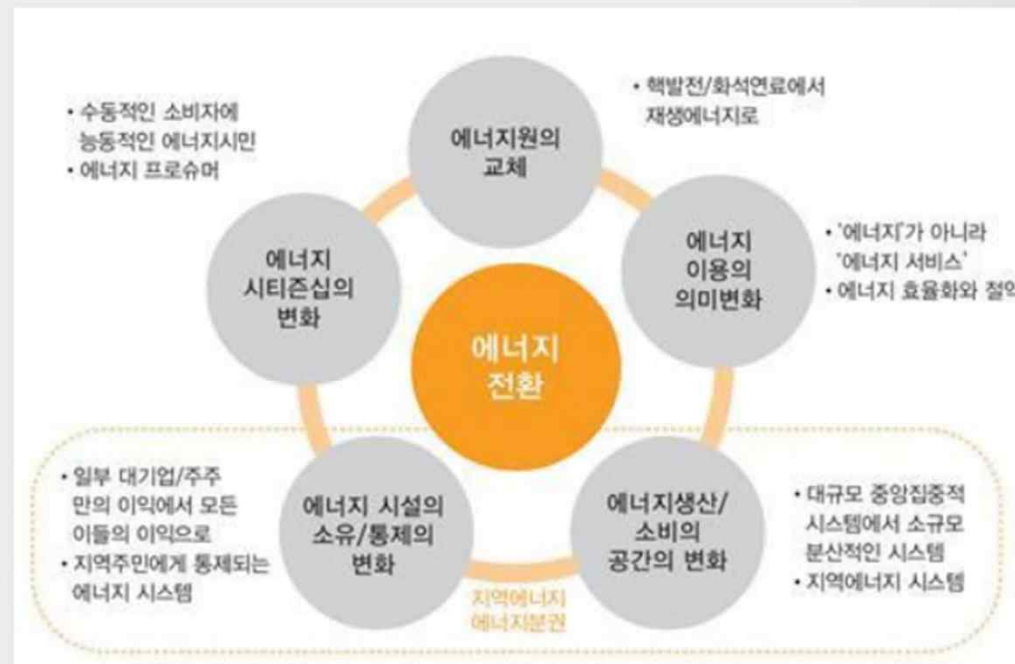 에너지원의
교체
• 핵발전/화석연료에서
재생에너지로
에너지
이용의
의미변화
• '에너지'가 아니라
'에너지 서비스'
• 에너지 효율화와 절약
에너지생산/
소비의
공간의 변화
• 대규모 중앙집중적
시스템에서 소규모
분산적인 시스템
• 지역에너지 시스템
에너지 시설의
소유/통제의
변화
• 일부 대기업/주주
만의 이익에서 모든
이들의 이익으로
• 지역주민에게 통제되는
에너지 시스템
에너지
시티즌십의
변화
• 수동적인 소비자에
능동적인 에너지시민
• 에너지 프로슈머
에너지
전환
지역에너지
에너지분권